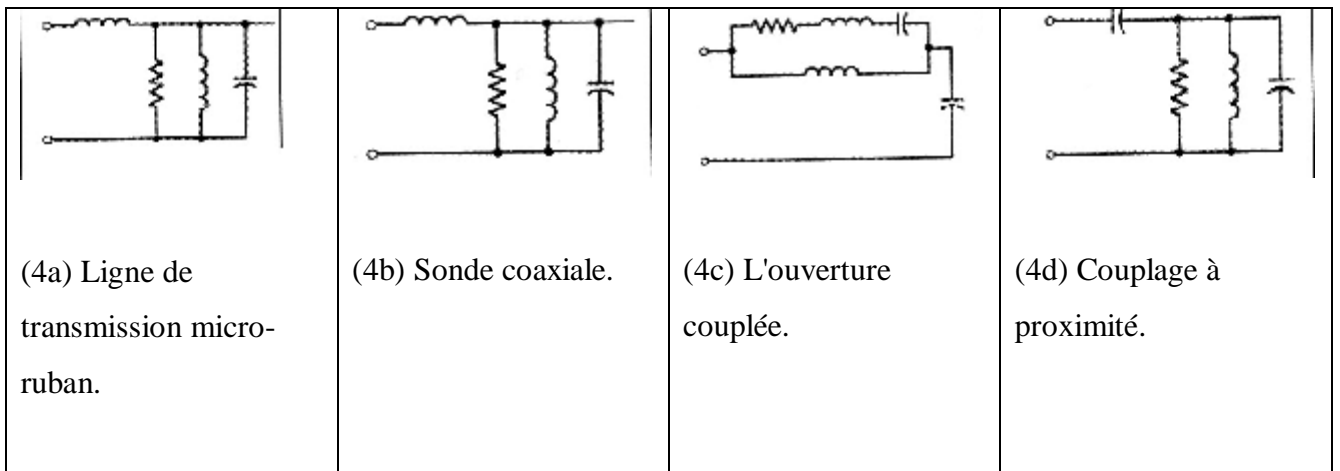 (4a) Ligne de
transmission micro-
ruban.
(4b) Sonde coaxiale.
(4c) L'ouverture
couplée.
(4d) Couplage à
proximité.